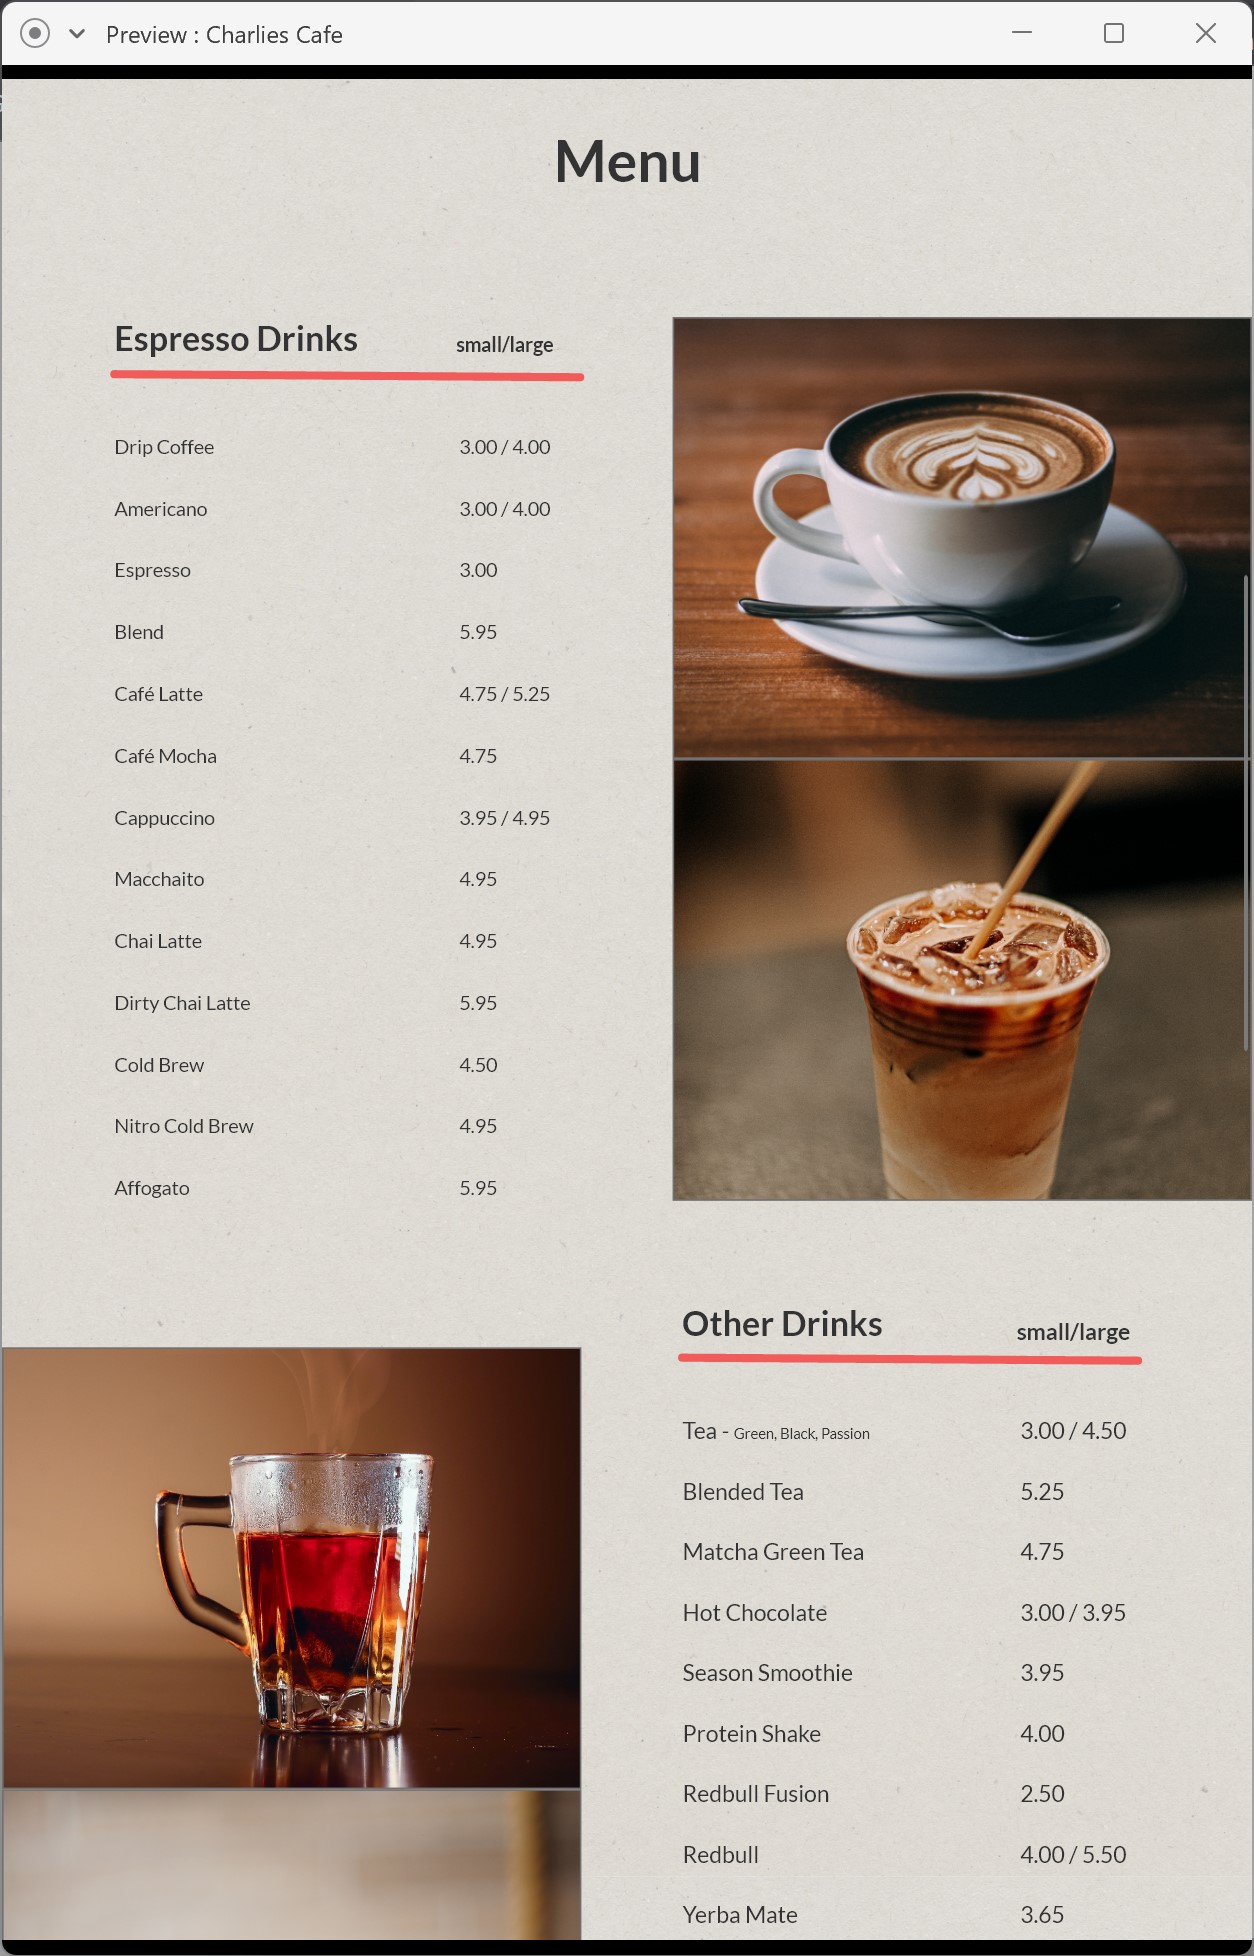 Preview : Charlies Cafe
Menu
Espresso Drinks small/large
Drip Coffee 3.00 / 4.00
Americano 3.00 / 4.00
Espresso 3.00
Blend 5.95
Café Latte 4.75 / 5.25
Café Mocha 4.75
Cappuccino 3.95 / 4.95
Macchaito 4.95
Chai Latte 4.95
Dirty Chai Latte 5.95
Cold Brew 4.50
Nitro Cold Brew 4.95
Affogato 5.95
Other Drinks small/large
Tea - Green, Black, Passion 3.00 / 4.50
Blended Tea 5.25
Matcha Green Tea 4.75
Hot Chocolate 3.00 / 3.95
Season Smoothie 3.95
Protein Shake 4.00
Redbull Fusion 2.50
Redbull 4.00 / 5.50
Yerba Mate 3.65